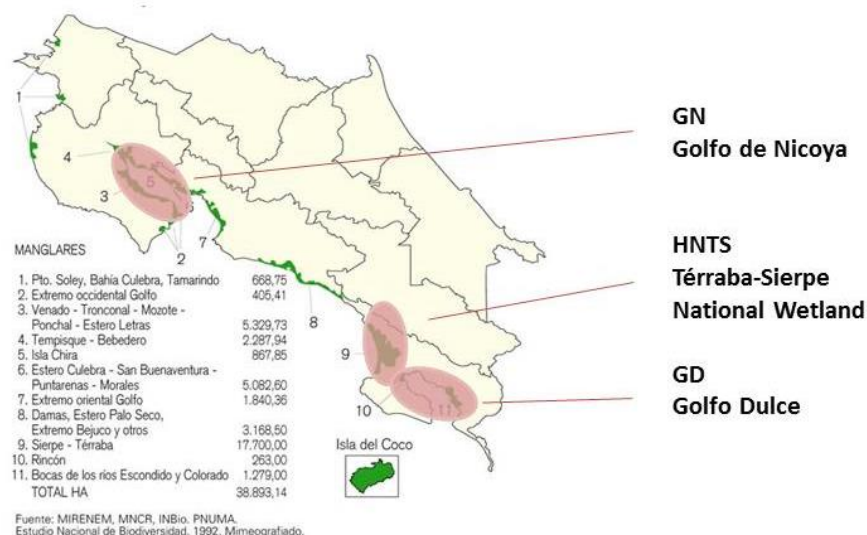 GN
Golfo de Nicoya
HNTS
Térraba-Sierpe
National Wetland
GD
Golfo Dulce
1
4
5
3
6
2
7
8
9
10
11
MANGLARES
1. Pto. Soley, Bahía Culebra, Tamarindo 668,75
2. Extremo occidental Golfo 405,41
3. Venado - Tronconal - Mozote -
Ponchal - Estero Letras 5.329,73
4. Tempisque - Bebedero 2.287,94
5. Isla Chira 867,85
6. Estero Culebra - San Buenaventura -
Puntarenas - Morales 5.082,60
7. Extremo oriental Golfo 1.840,36
8. Damas, Estero Palo Seco,
Extremo Bejuco y otros 3.168,50
9. Sierpe - Térraba 17.700,00
10. Rincón 263,00
11. Bocas de los ríos Escondido y Colorado 1.279,00
TOTAL HA 38.893,14
Isla del Coco
Fuente: MIRENEM, MNCR, INBio. PNUMA.
Estudio Nacional de Biodiversidad. 1992. Mimeografiado.